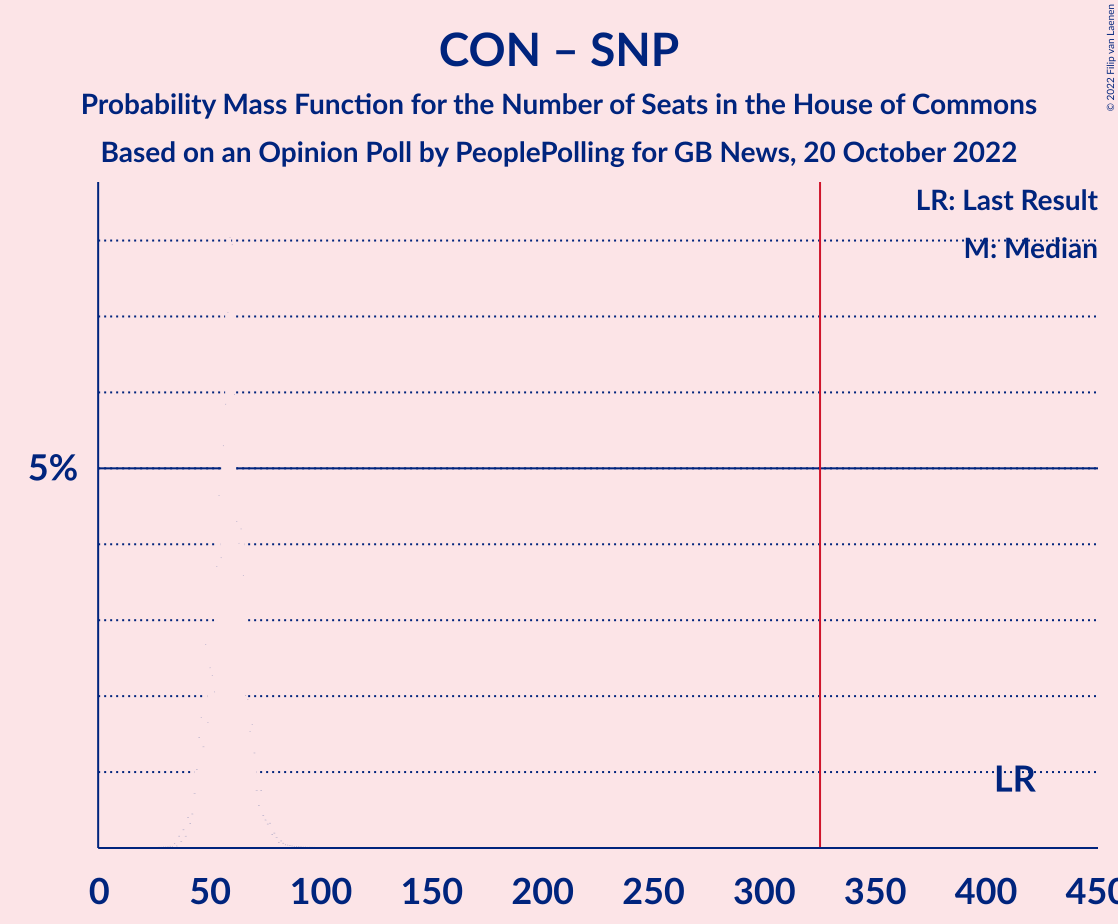 CON – SNP
Probability Mass Function for the Number of Seats in the House of Commons
Based on an Opinion Poll by PeoplePolling for GB News, 20 October 2022
© 2022 Filip van Laenen
LR: Last Result
M: Median
5%
LR
0 50 100 150 200 250 300 350 400 450